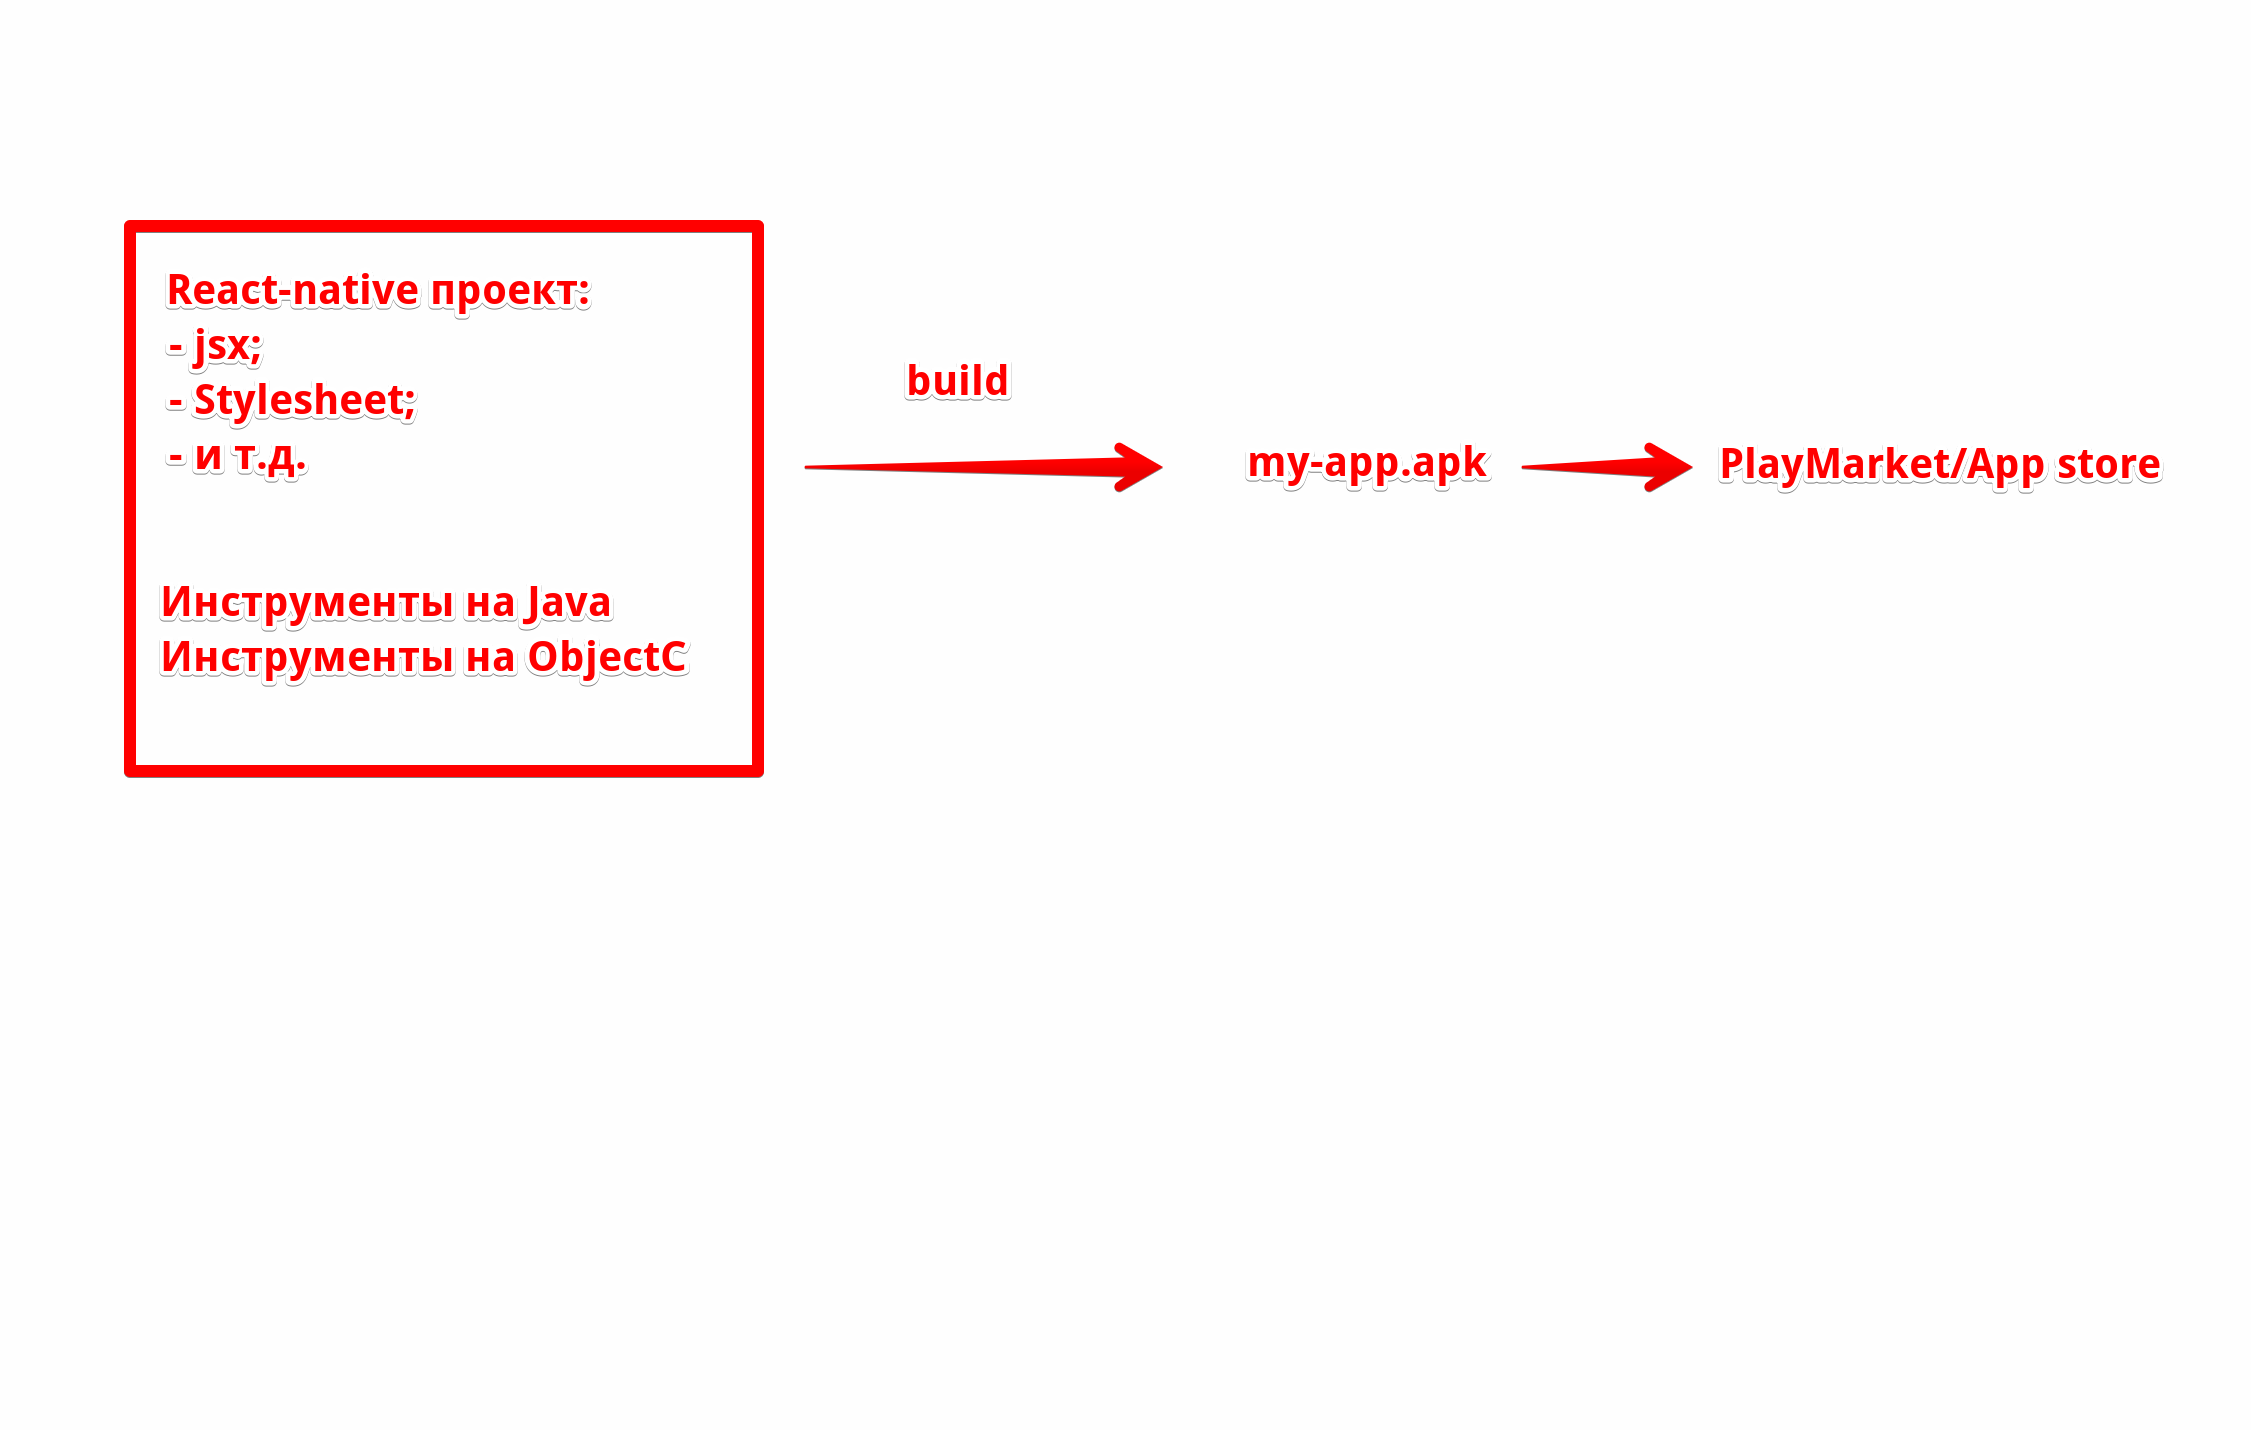 React-native проект:
- jsx;
- Stylesheet;
- и т.д.
Инструменты на Java
Инструменты на ObjectC
build
my-app.apk
PlayMarket/App store